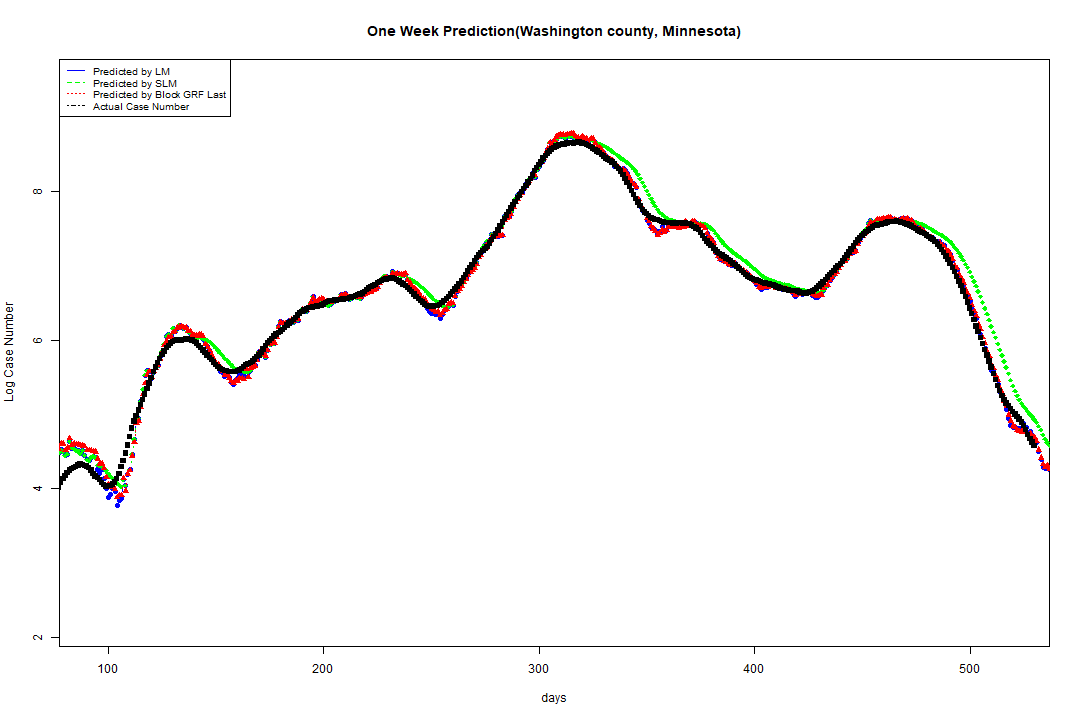 One Week Prediction(Washington county, Minnesota)
Predicted by LM
Predicted by SLM
Predicted by Block GRF Last
Actual Case Number
8
6
4
2
Log Case Number
100 200 300 400 500
days